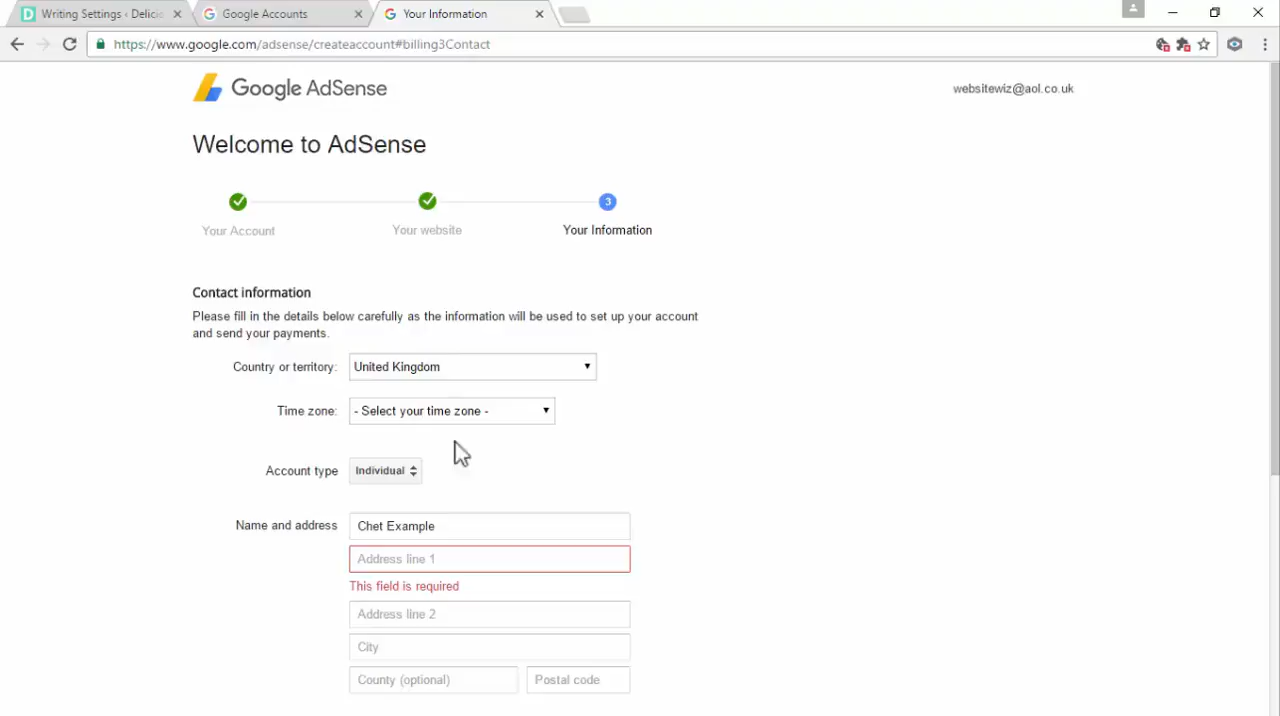 Writing Settings ‹ Delicio
Google Accounts
Your Information
https://www.google.com/adsense/createaccount#billing3Contact
Google AdSense
websitewiz@aol.co.uk
Welcome to AdSense
3
Your Account
Your website
Your Information
Contact information
Please fill in the details below carefully as the information will be used to set up your account
and send your payments.
Country or territory:
United Kingdom
Time zone:
- Select your time zone -
Account type
Individual
Name and address
Chet Example
Address line 1
This field is required
Address line 2
City
County (optional)
Postal code